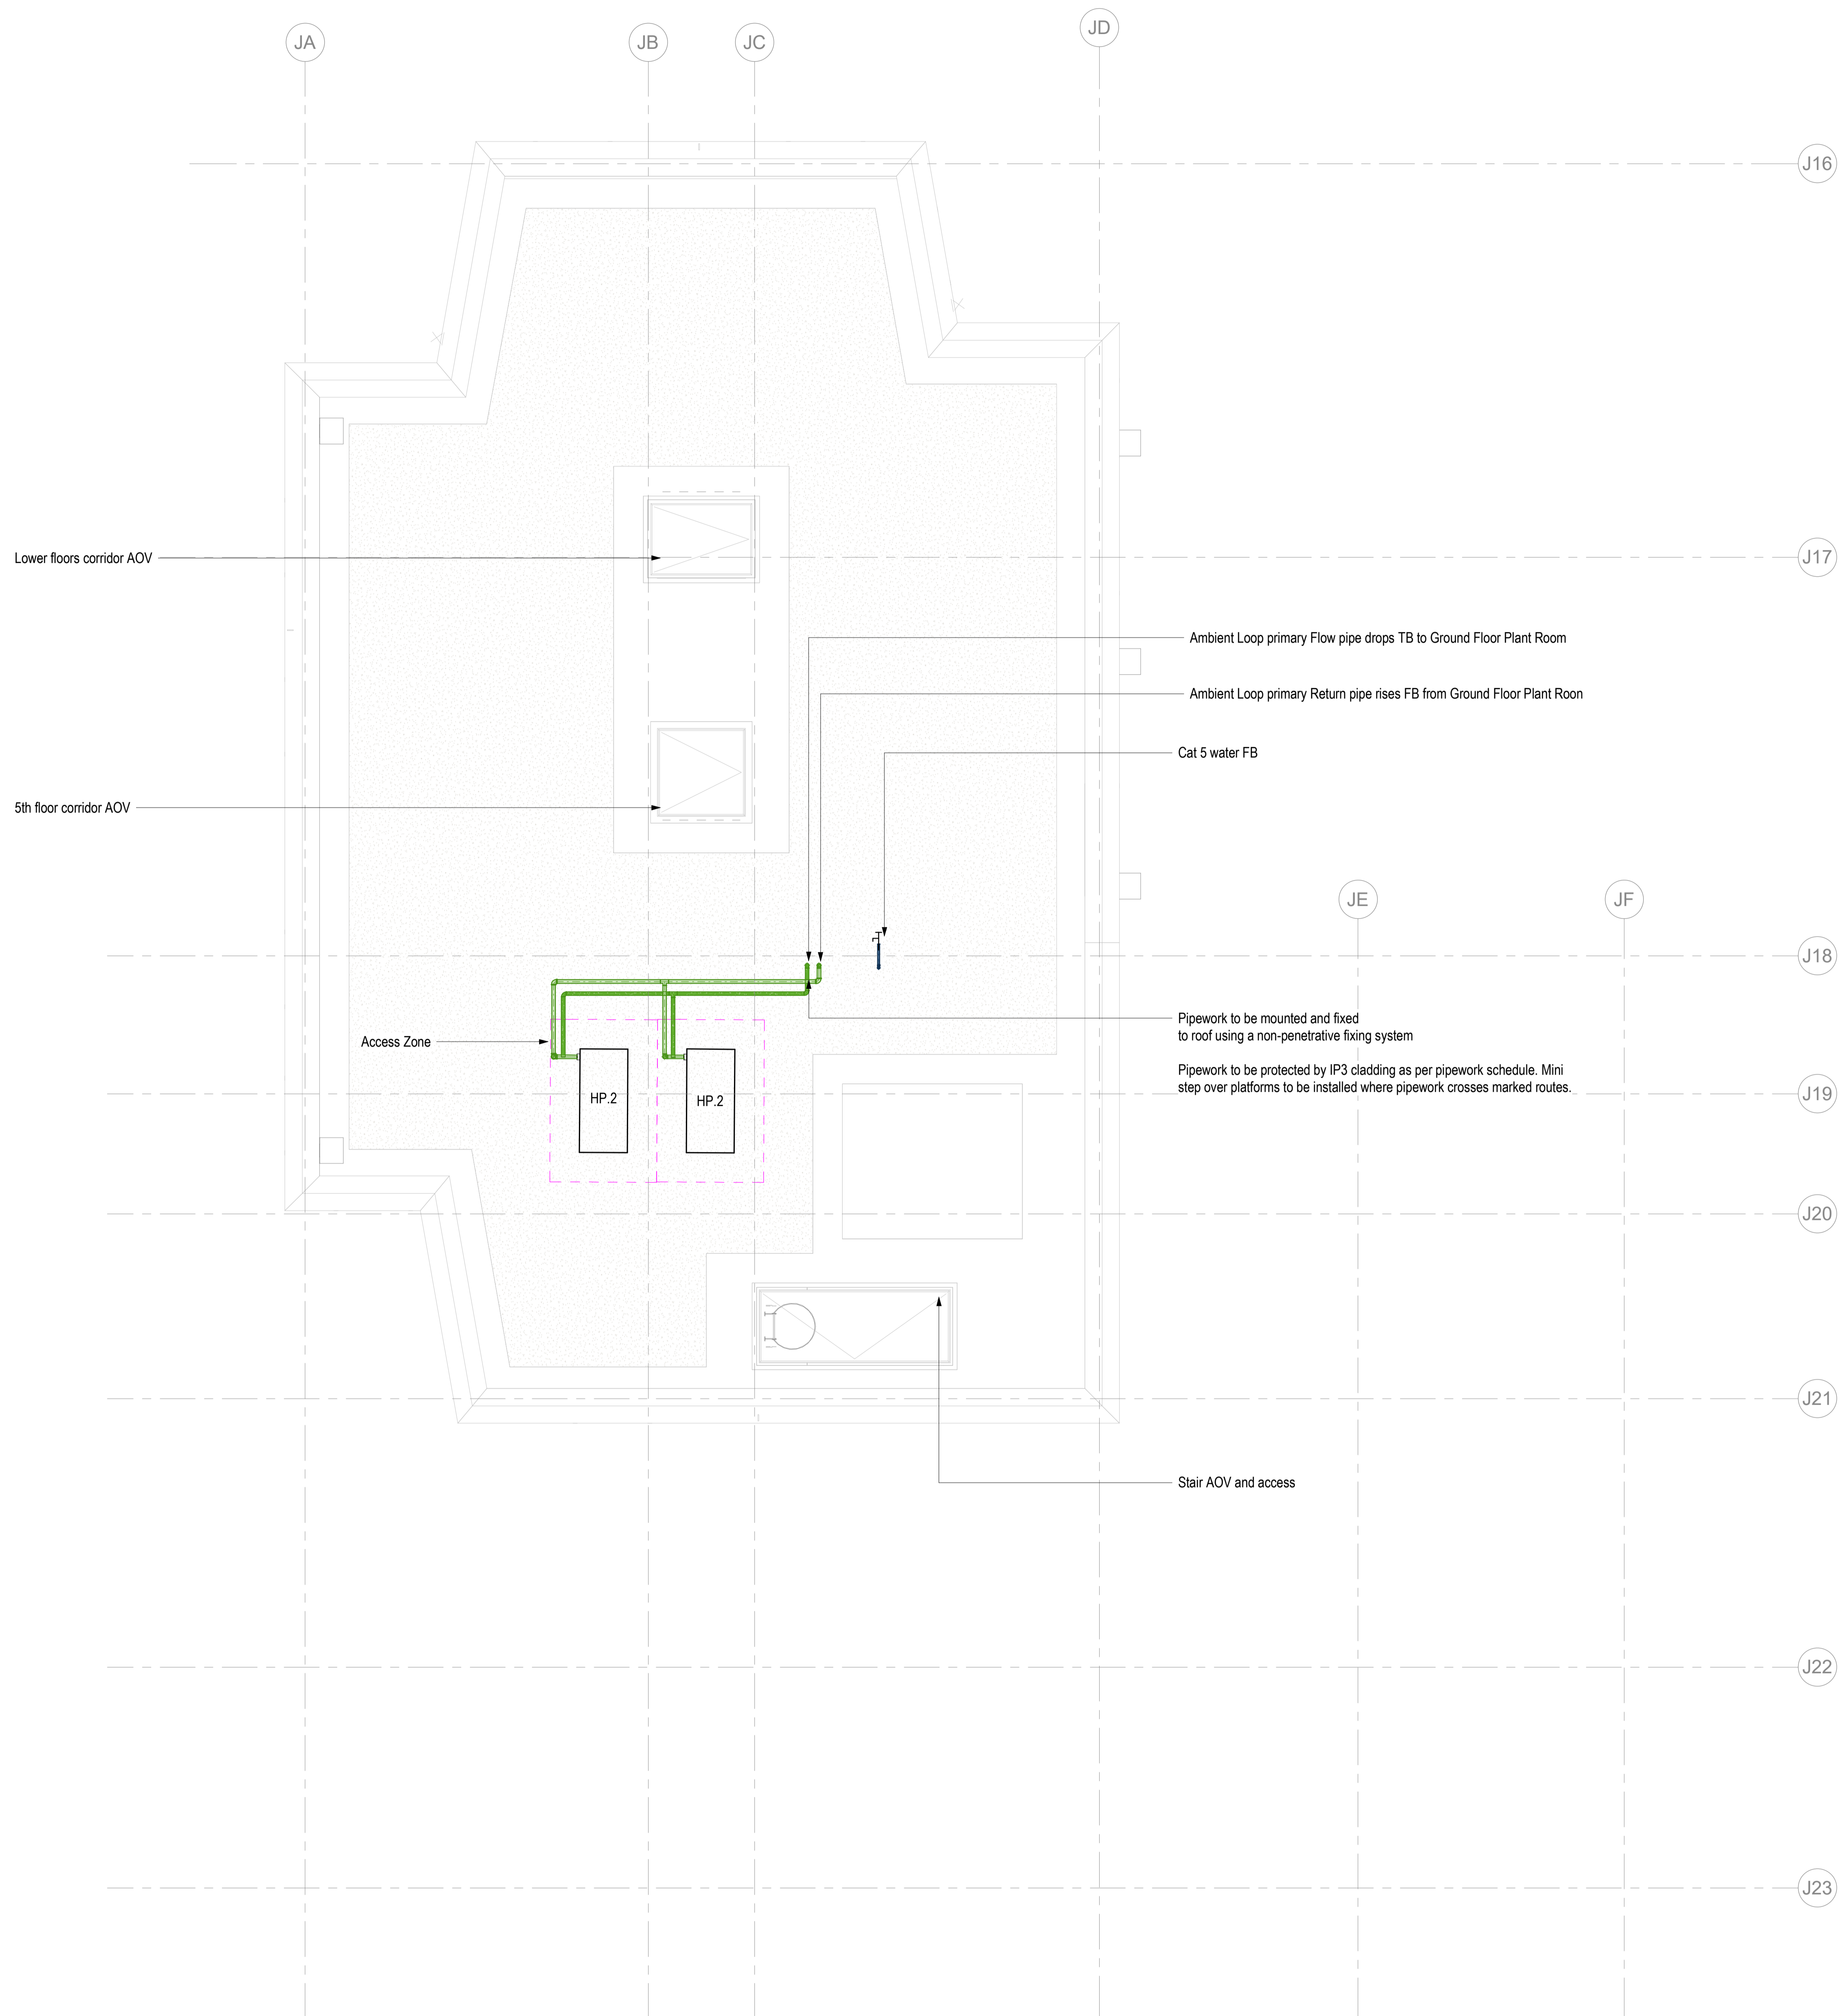 JA
JB
JC
JD
J16
Lower floors corridor AOV
J17
Ambient Loop primary Flow pipe drops TB to Ground Floor Plant Room
Ambient Loop primary Return pipe rises FB from Ground Floor Plant Roon
Cat 5 water FB
5th floor corridor AOV
JE
JF
J18
Pipework to be mounted and fixed
to roof using a non-penetrative fixing system
Access Zone
Pipework to be protected by IP3 cladding as per pipework schedule. Mini
step over platforms to be installed where pipework crosses marked routes.
HP.2
HP.2
J19
J20
J21
Stair AOV and access
J22
J23